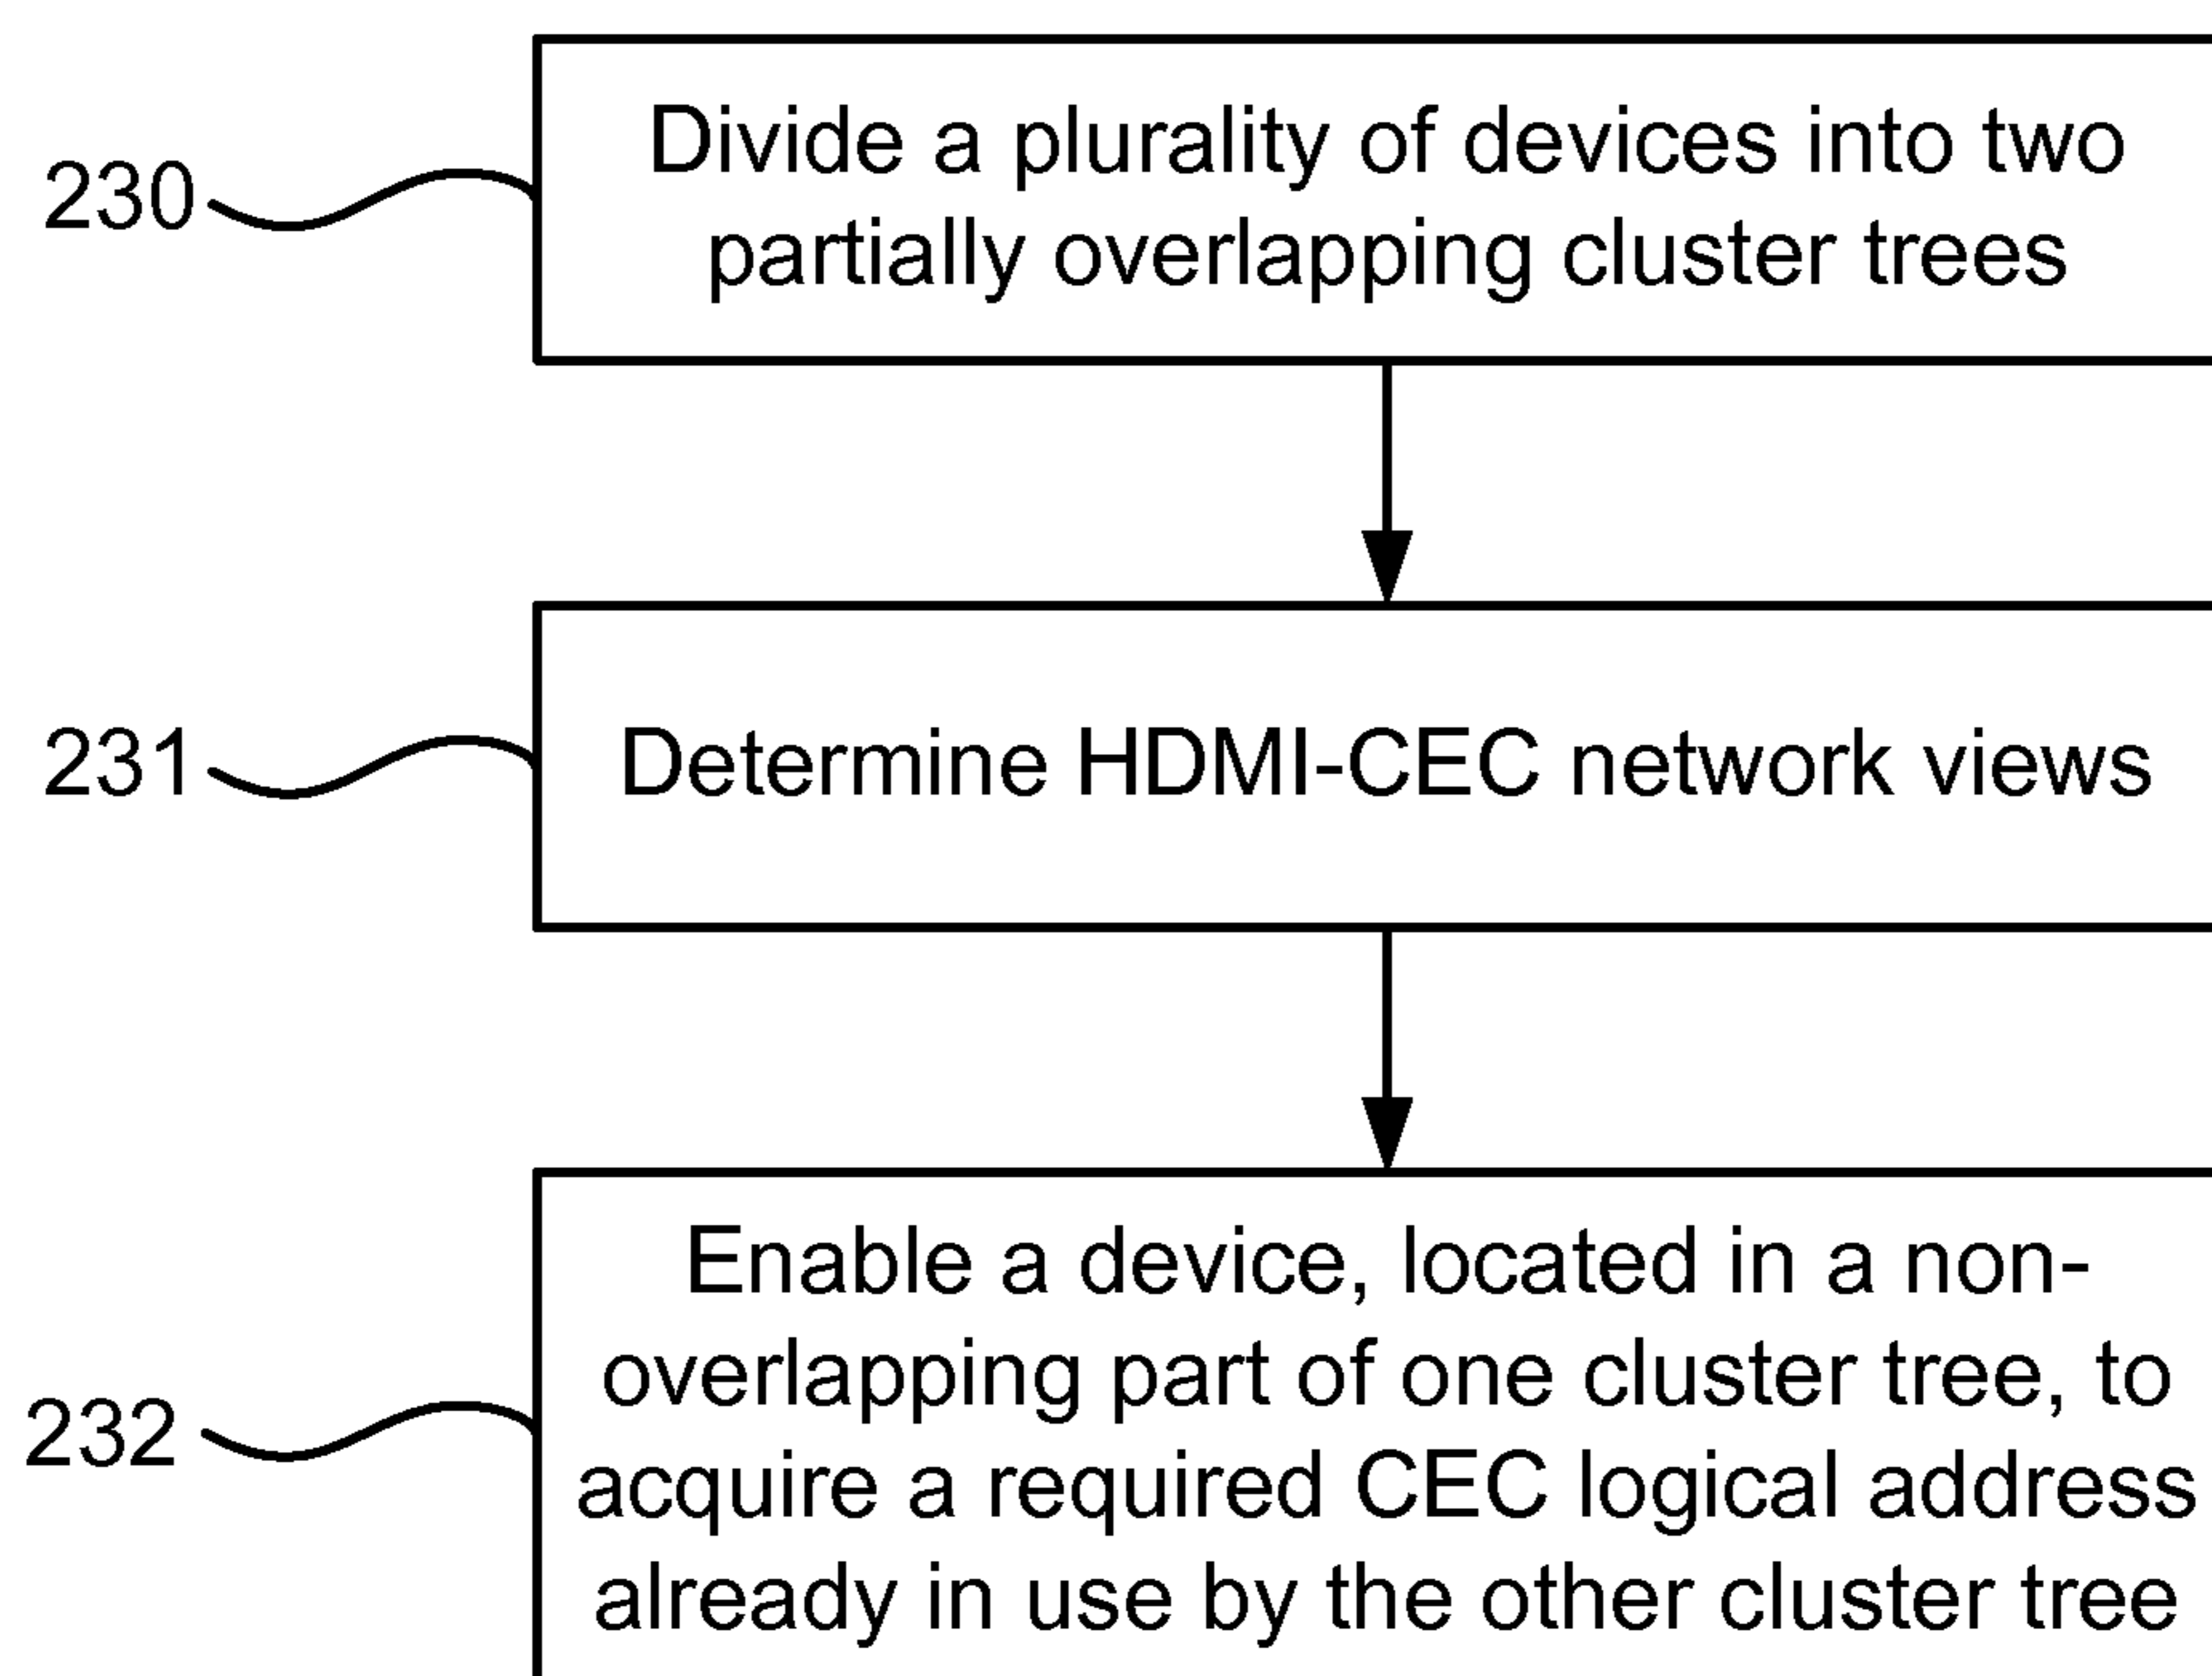 Divide a plurality of devices into two
230
partially overlapping cluster trees
231
Determine HDMI-CEC network views
Enable a device, located in a non-
overlapping part of one cluster tree, to
232
acquire a required CEC logical address
already in use by the other cluster tree